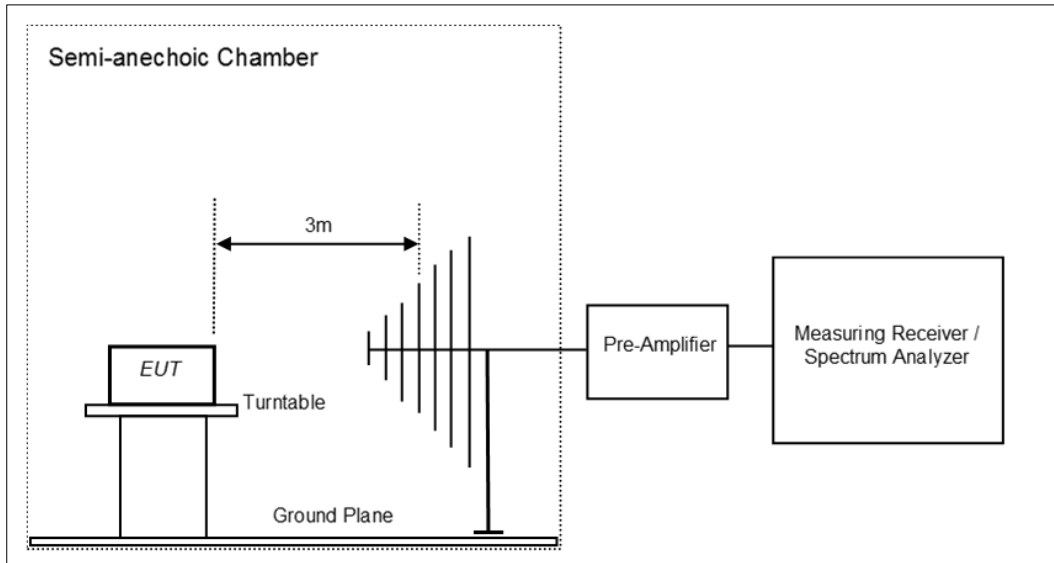 Semi-anechoic Chamber
3m
EUT
Turntable
Ground Plane
Pre-Amplifier
Measuring Receiver /
Spectrum Analyzer